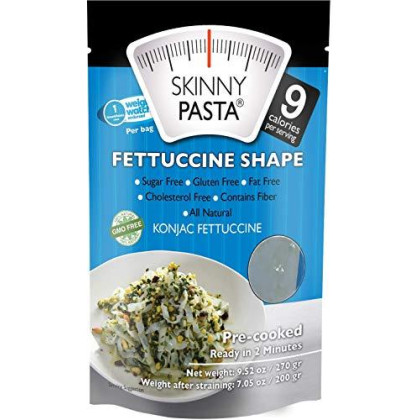 SKINNY
PASTA®
9
calories
per serving
1
Per bag
FETTUCCINE SHAPE
• Sugar Free • Gluten Free • Fat Free
• Cholesterol Free • Contains Fiber
• All Natural
KONJAC FETTUCCINE
GMO FREE
Pre-cooked
Ready in 2 Minutes
Net weight: 9.52 oz / 270 gr
Weight after straining: 7.05 oz / 200 gr